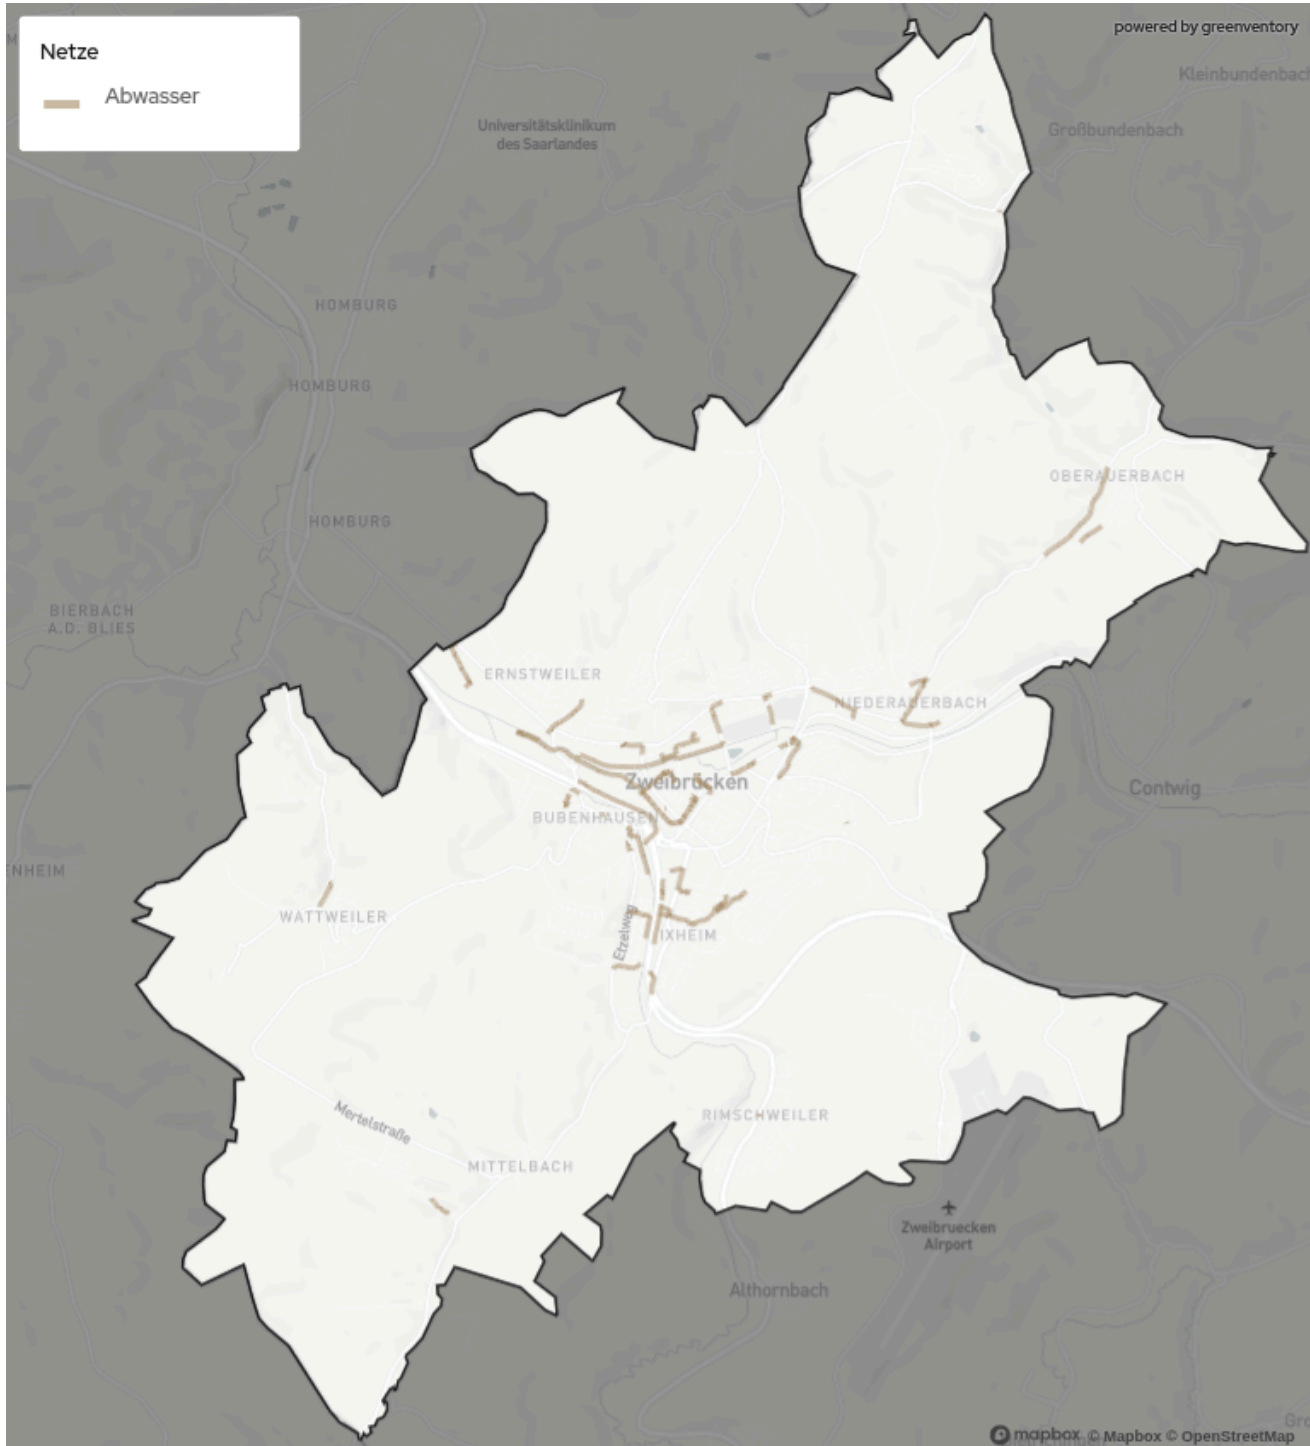 Netze
Abwasser
powered by greenventory
Kleinbundenbach
Großbundenbach
Universitätsklinikum
des Saarlandes
HOMBURG
HOMBURG
OBERAUERBACH
HOMBURG
BIERBACH
A.D. BLIES
ERNSTWEILER
NIEDERAUERBACH
Zweibrücken
Contwig
BUBENHAUSEN
ENHEIM
WATTWEILER
Etzelweg
IXHEIM
Mertelstraße
RIMSCHWEILER
MITTELBACH
Zweibruecken
Airport
Althornbach
mapbox © Mapbox © OpenStreetMap